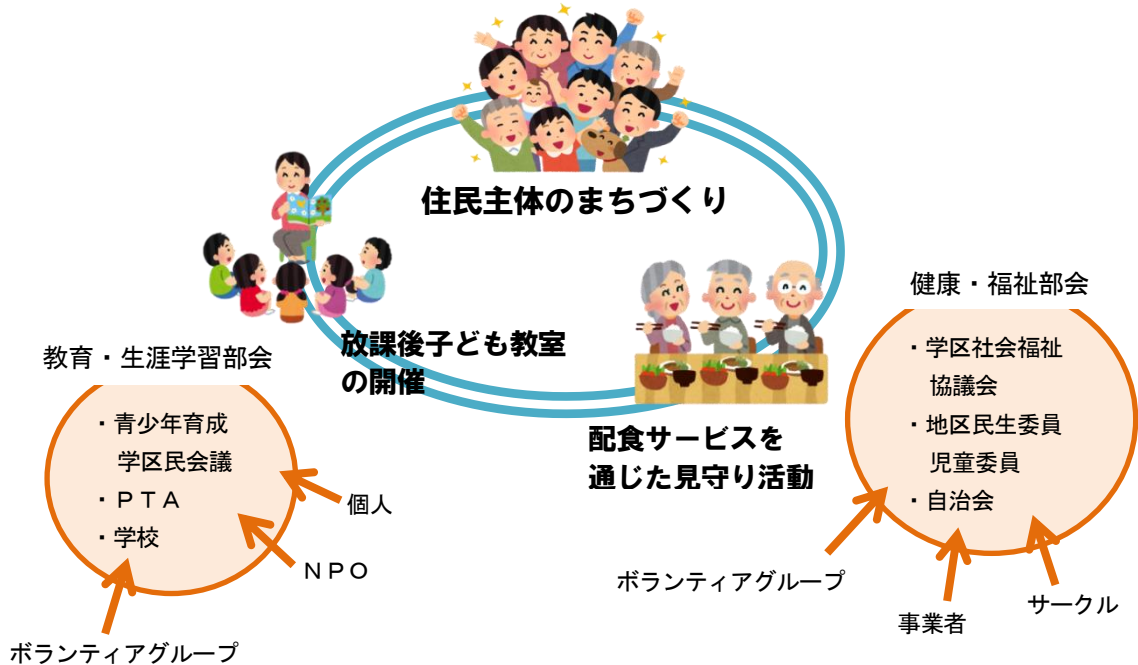 住民主体のまちづくり
放課後子ども教室
の開催
配食サービスを
通じた見守り活動
教育・生涯学習部会
・青少年育成
学区民会議
・ＰＴＡ
・学校
個人
ＮＰＯ
ボランティアグループ
健康・福祉部会
・学区社会福祉
協議会
・地区民生委員
児童委員
・自治会
ボランティアグループ
事業者
サークル